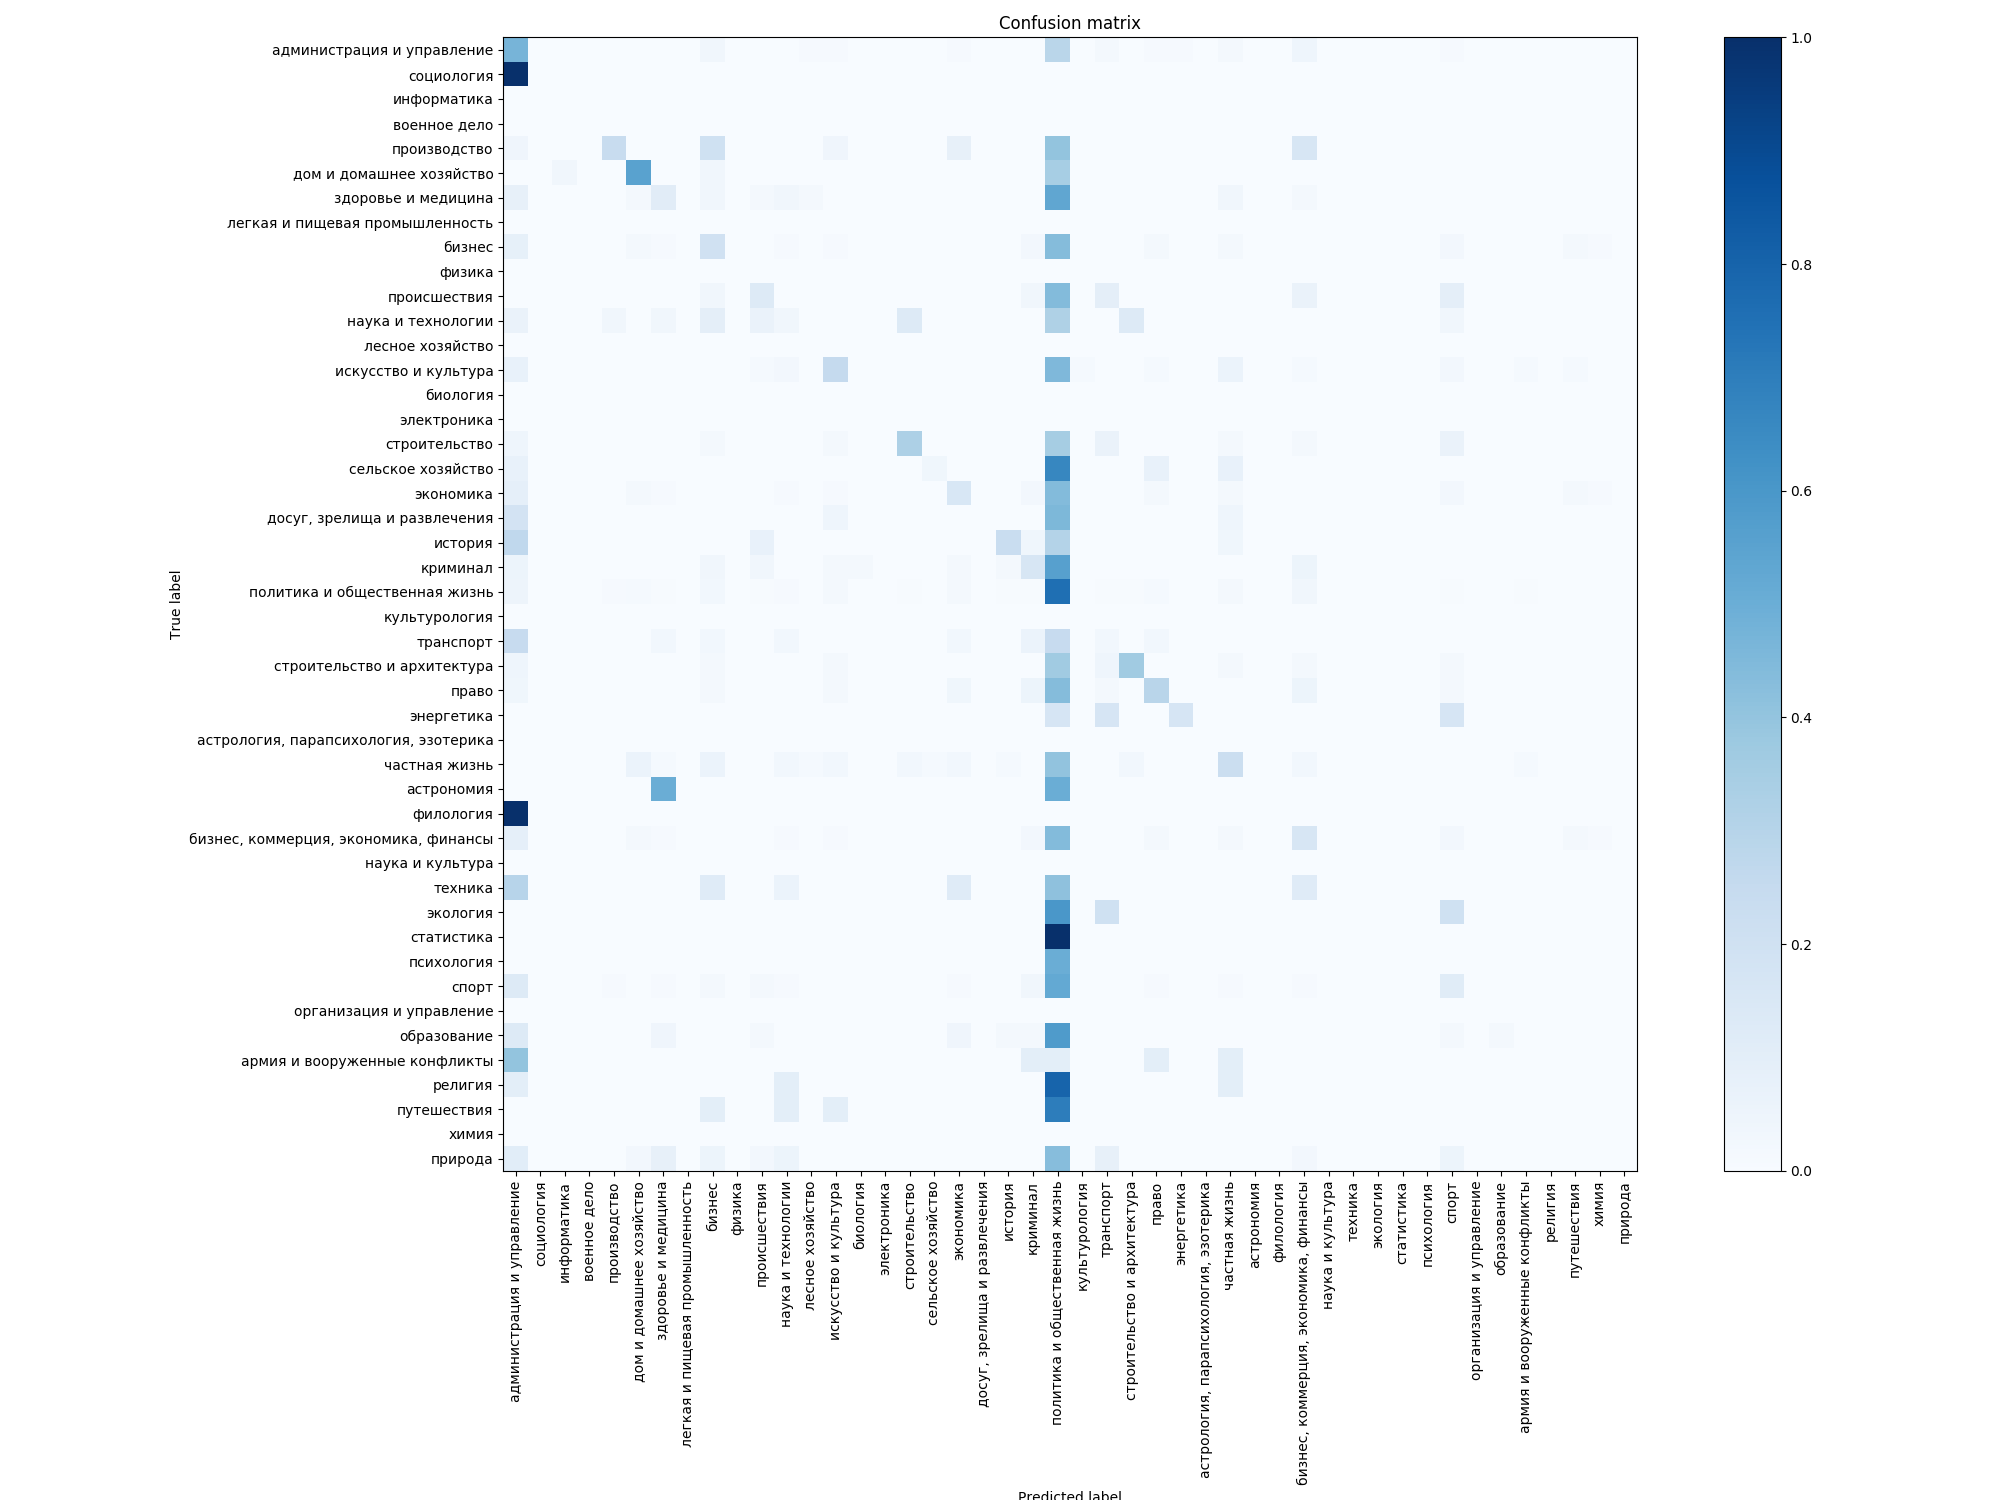 Confusion matrix
администрация и управление
социология
информатика
военное дело
производство
дом и домашнее хозяйство
здоровье и медицина
легкая и пищевая промышленность
бизнес
физика
происшествия
наука и технологии
лесное хозяйство
искусство и культура
биология
электроника
строительство
сельское хозяйство
экономика
досуг, зрелища и развлечения
история
криминал
политика и общественная жизнь
культурология
транспорт
строительство и архитектура
право
энергетика
астрология, парапсихология, эзотерика
частная жизнь
астрономия
филология
бизнес, коммерция, экономика, финансы
наука и культура
техника
экология
статистика
психология
спорт
организация и управление
образование
армия и вооруженные конфликты
религия
путешествия
химия
природа
True label
администрация и управление
социология
информатика
военное дело
производство
дом и домашнее хозяйство
здоровье и медицина
легкая и пищевая промышленность
бизнес
физика
происшествия
наука и технологии
лесное хозяйство
искусство и культура
биология
электроника
строительство
сельское хозяйство
экономика
досуг, зрелища и развлечения
история
криминал
политика и общественная жизнь
культурология
транспорт
строительство и архитектура
право
энергетика
астрология, парапсихология, эзотерика
частная жизнь
астрономия
филология
бизнес, коммерция, экономика, финансы
наука и культура
техника
экология
статистика
психология
спорт
организация и управление
образование
армия и вооруженные конфликты
религия
путешествия
химия
природа
Predicted label
1.0
0.8
0.6
0.4
0.2
0.0